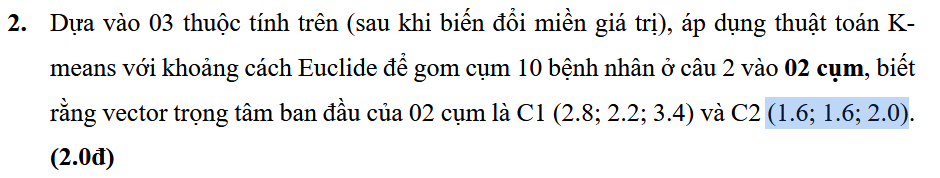 2. Dựa vào 03 thuộc tính trên (sau khi biến đổi miền giá trị), áp dụng thuật toán K-
means với khoảng cách Euclide để gom cụm 10 bệnh nhân ở câu 2 vào 02 cụm, biết
rằng vector trọng tâm ban đầu của 02 cụm là C1 (2.8; 2.2; 3.4) và C2 (1.6; 1.6; 2.0).
(2.0đ)